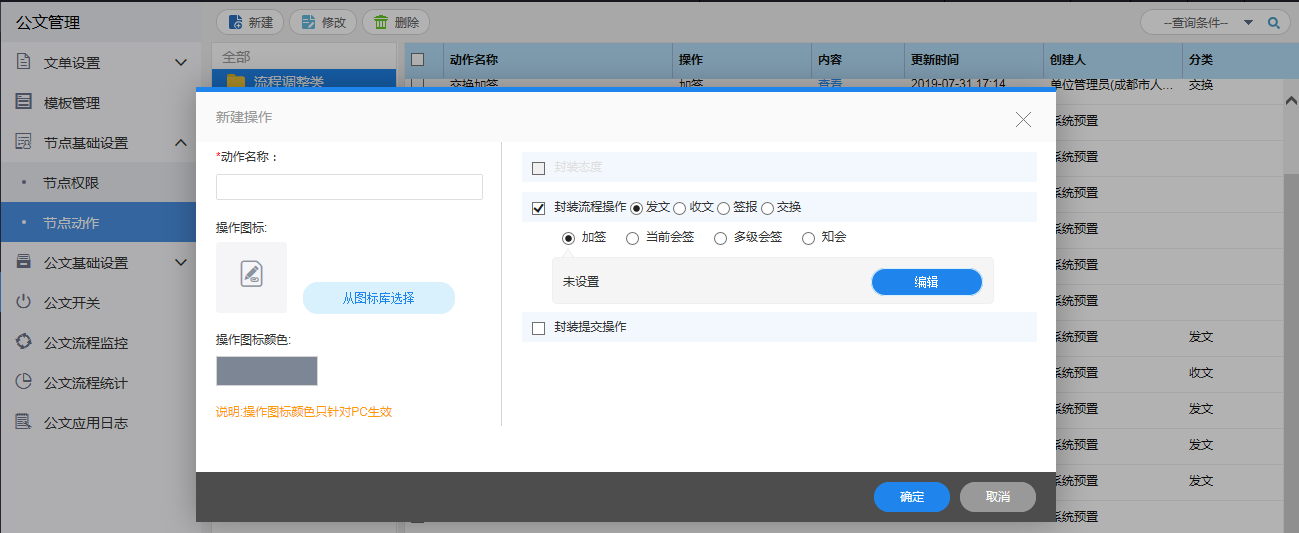 公文管理
新建
修改
删除
--查询条件--
文单设置
模板管理
节点基础设置
节点权限
节点动作
公文基础设置
公文开关
公文流程监控
公文流程统计
公文应用日志
全部
流程调整类
动作名称 操作 内容 更新时间 创建人 分类
交换加签 加签 查看 2019-07-31 17:14 单位管理员(成都市人... 交换
系统预置
系统预置
系统预置
系统预置
系统预置
系统预置
系统预置 发文
系统预置 收文
系统预置 发文
系统预置 发文
系统预置 发文
系统预置
新建操作
*动作名称：
操作图标:
从图标库选择
操作图标颜色:
说明:操作图标颜色只针对PC生效
封装态度
封装流程操作 发文 收文 签报 交换
加签 当前会签 多级会签 知会
未设置
编辑
封装提交操作
确定
取消